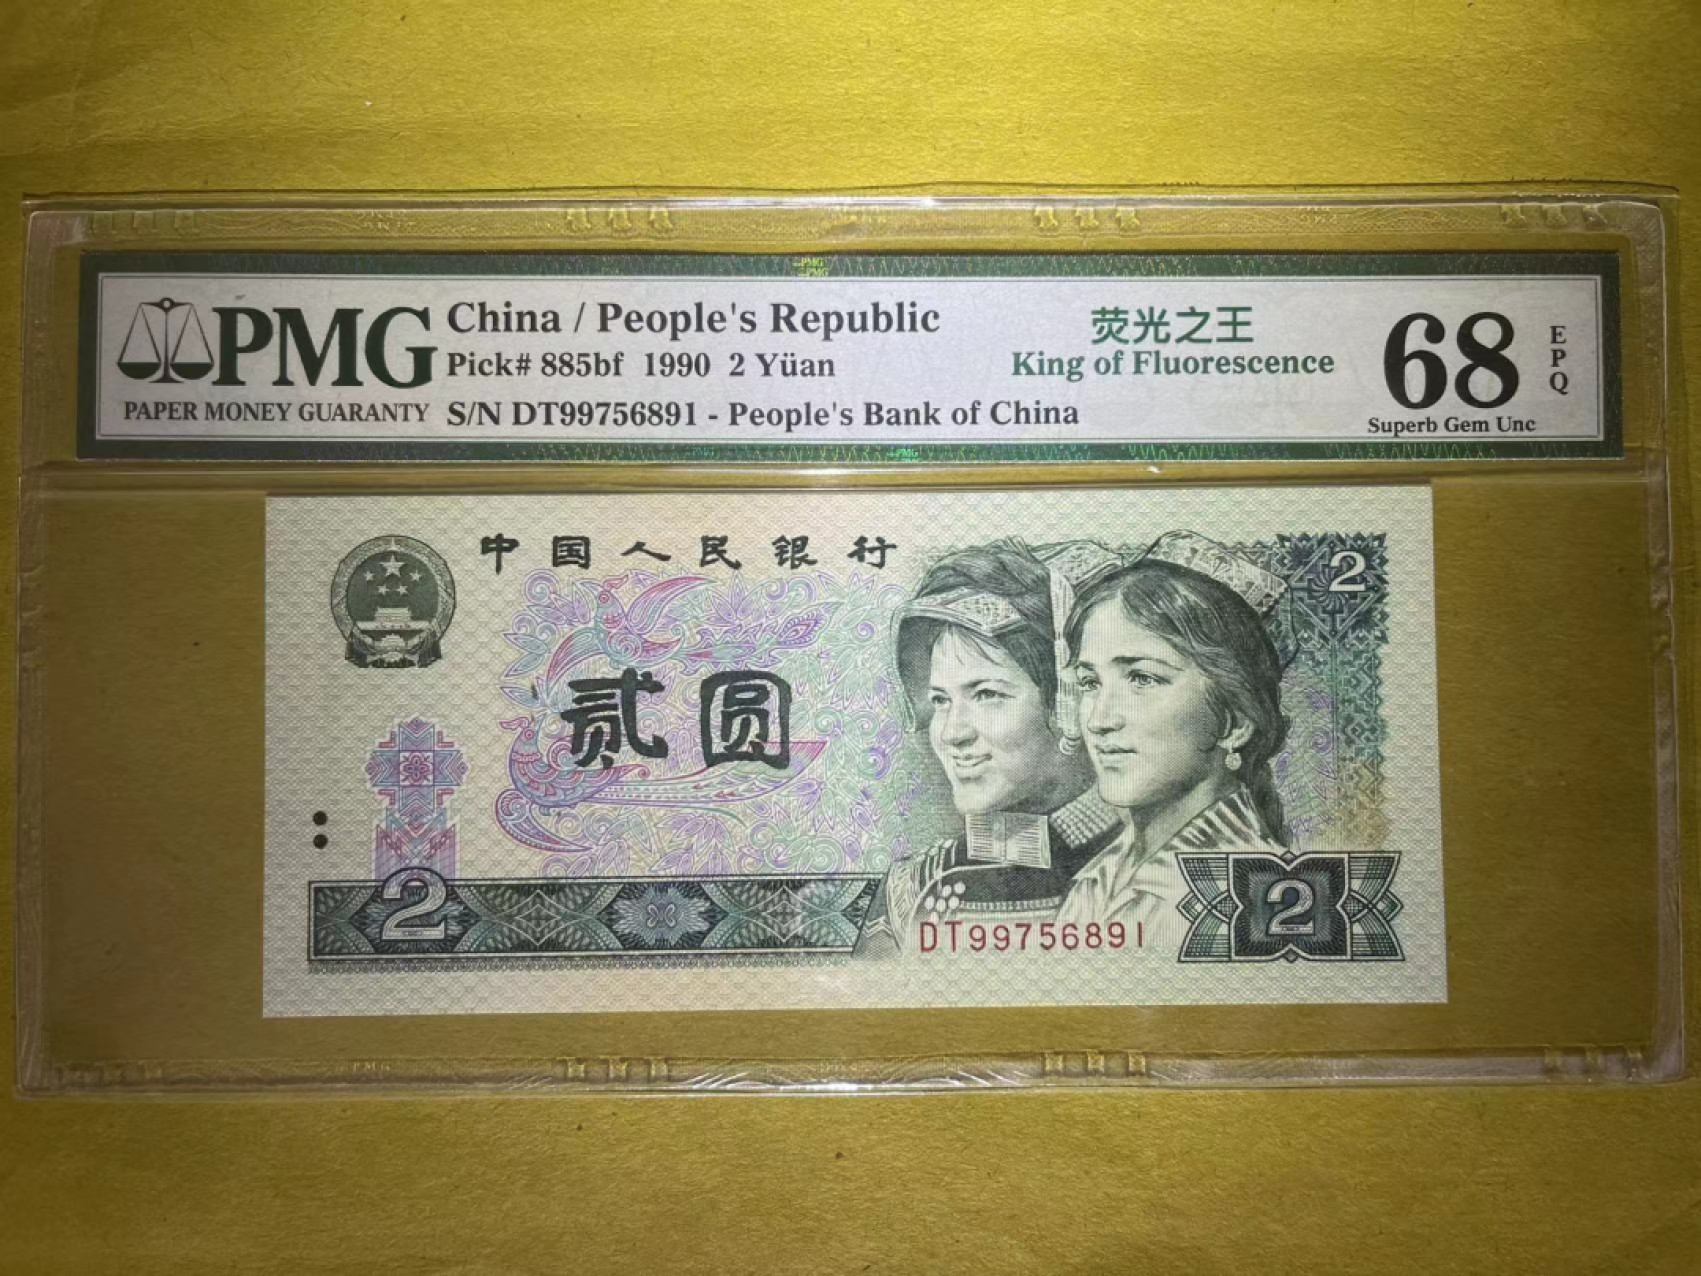 PMG
PAPER MONEY GUARANTY
China / People's Republic
Pick# 885bf 1990 2 Yüan
S/N DT99756891 - People's Bank of China
荧光之王
King of Fluorescence
68
EPQ
Superb Gem Unc
中国人民银行
2
贰圆
2
DT99756891
2